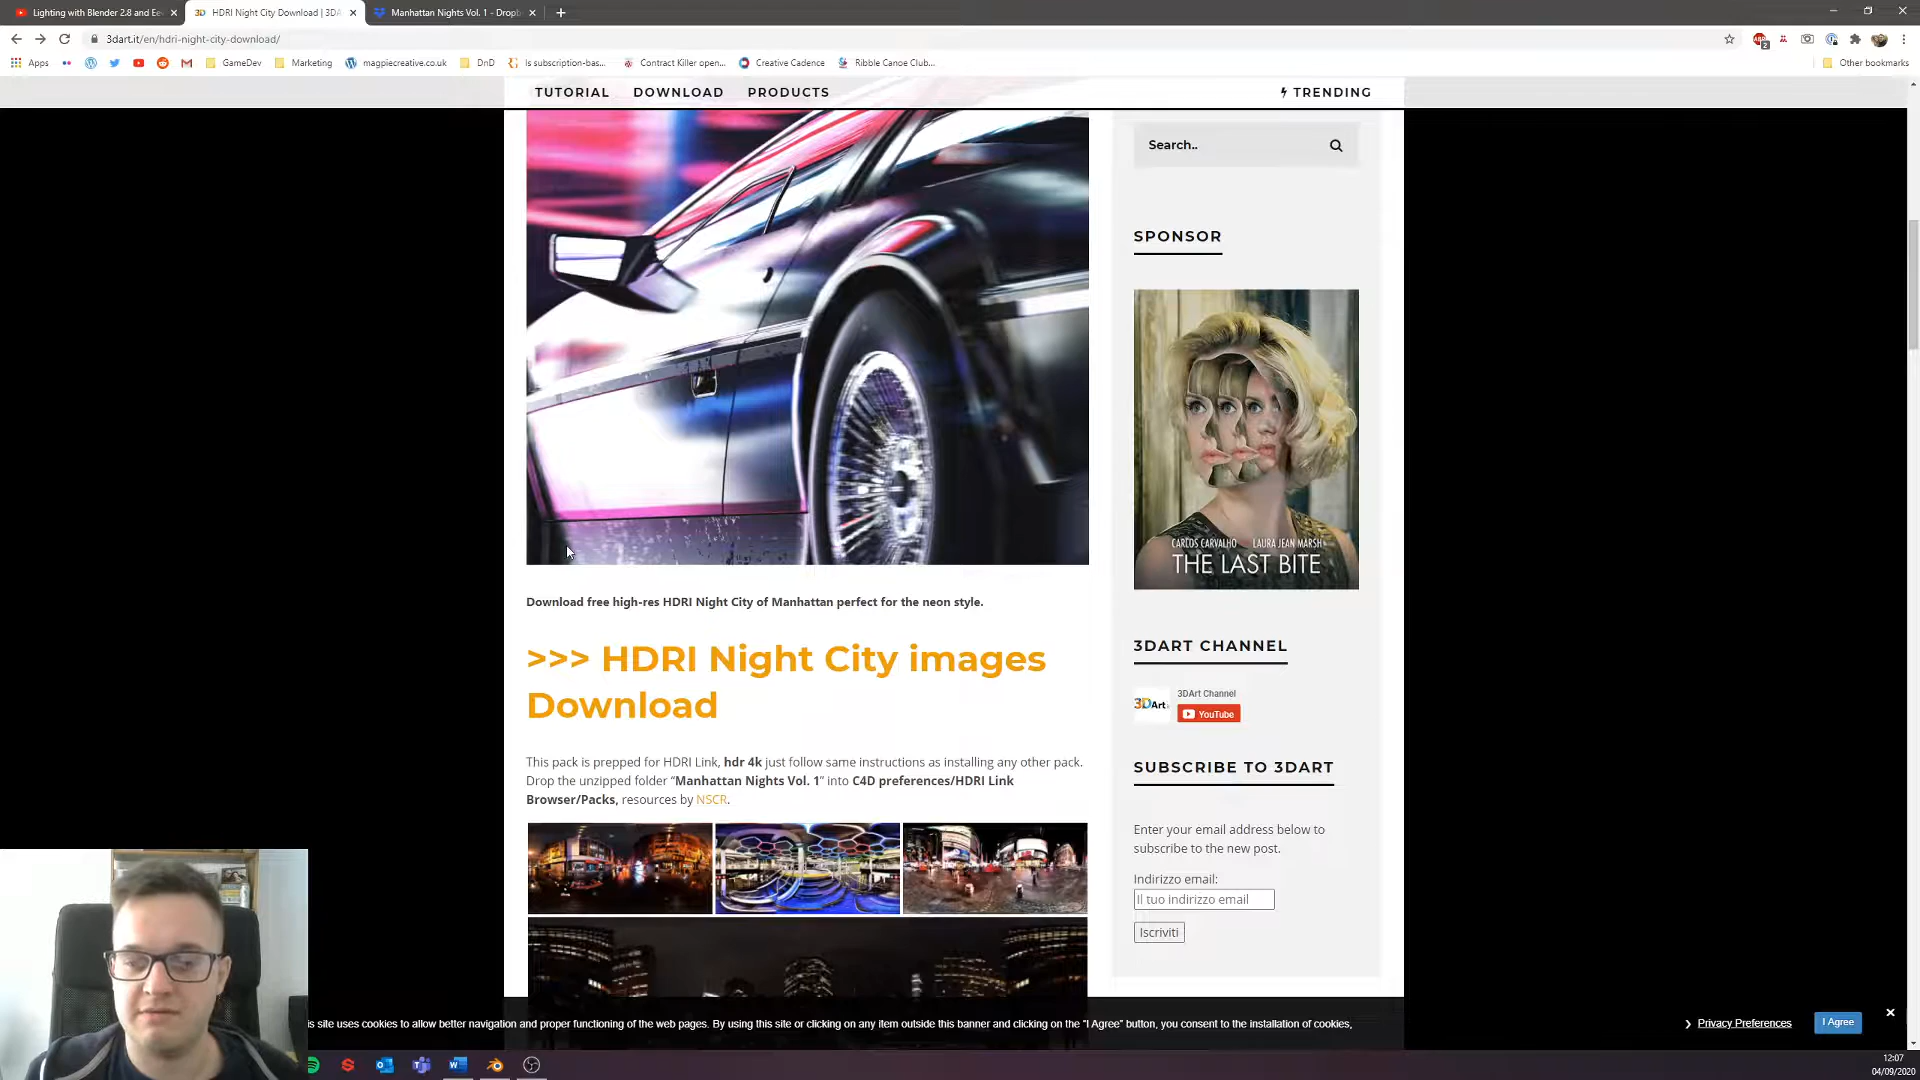 Lighting with Blender 2.8 and Ee
HDRI Night City Download | 3DA
Manhattan Nights Vol. 1 - Dropb
3dart.it/en/hdri-night-city-download/
Apps
GameDev
Marketing
magpiecreative.co.uk
DnD
Is subscription-bas...
Contract Killer open...
Creative Cadence
Ribble Canoe Club...
Other bookmarks
TUTORIAL DOWNLOAD PRODUCTS
TRENDING
Search..
SPONSOR
CARLOS CARVALHO LAURA JEAN MARSH
THE LAST BITE
Download free high-res HDRI Night City of Manhattan perfect for the neon style.
>>> HDRI Night City images
Download
This pack is prepped for HDRI Link, hdr 4k just follow same instructions as installing any other pack.
Drop the unzipped folder “Manhattan Nights Vol. 1” into C4D preferences/HDRI Link
Browser/Packs, resources by NSCR.
3DART CHANNEL
3DArt
3DArt Channel
YouTube
SUBSCRIBE TO 3DART
Enter your email address below to
subscribe to the new post.
Indirizzo email:
Il tuo indirizzo email
Iscriviti
is site uses cookies to allow better navigation and proper functioning of the web pages. By using this site or clicking on any item outside this banner and clicking on the "I Agree" button, you consent to the installation of cookies,
Privacy Preferences
I Agree
12:07
04/09/2020